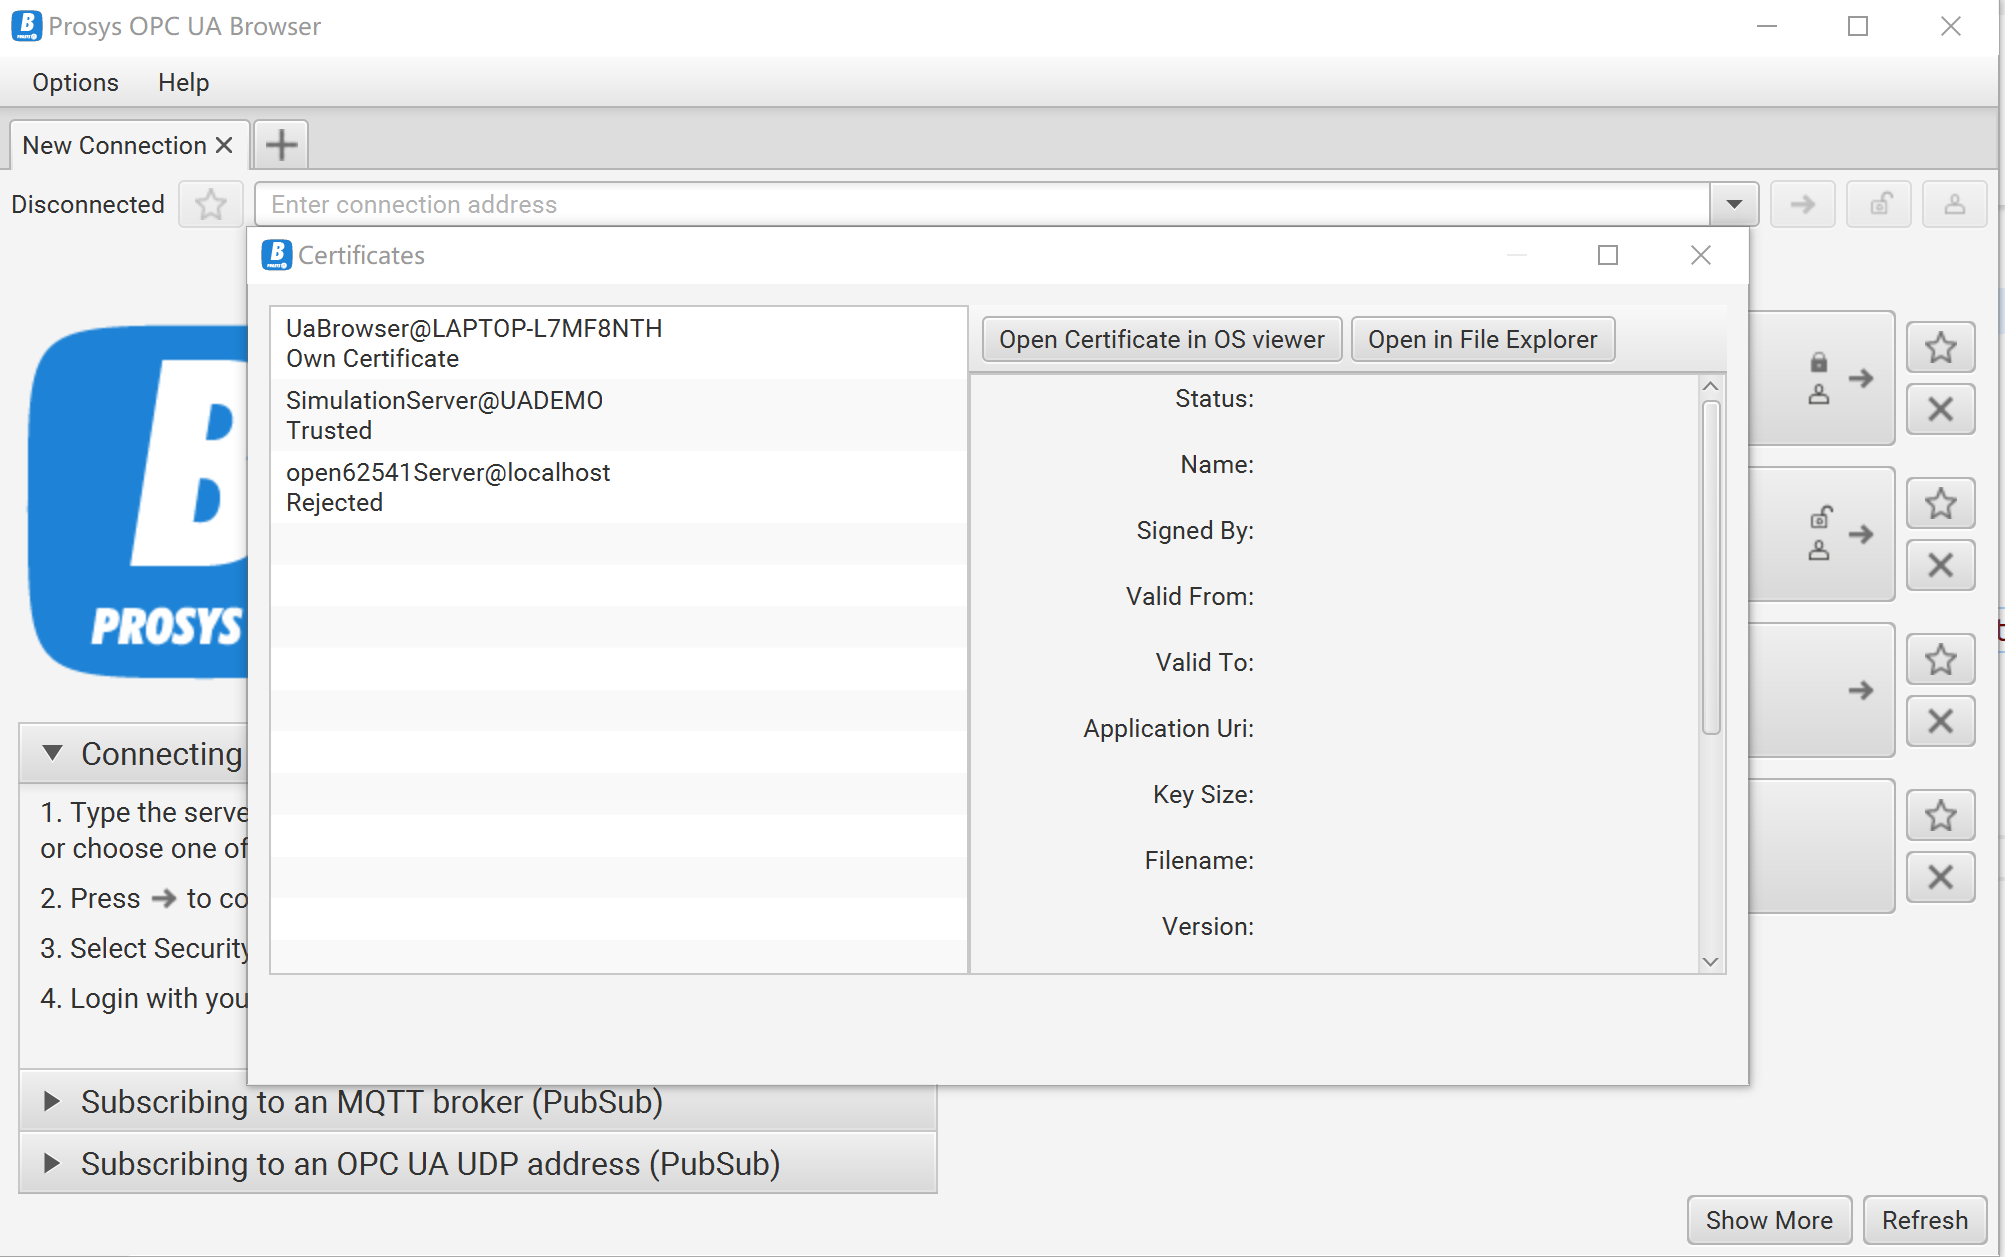 Prosys OPC UA Browser
Options Help
New Connection
Disconnected
Enter connection address
Certificates
UaBrowser@LAPTOP-L7MF8NTH
Own Certificate
SimulationServer@UADEMO
Trusted
open62541Server@localhost
Rejected
Open Certificate in OS viewer Open in File Explorer
Status:
Name:
Signed By:
Valid From:
Valid To:
Application Uri:
Key Size:
Filename:
Version:
B
PROSYS
Connecting
1. Type the serve
or choose one of
2. Press → to co
3. Select Security
4. Login with you
Subscribing to an MQTT broker (PubSub)
Subscribing to an OPC UA UDP address (PubSub)
Show More Refresh